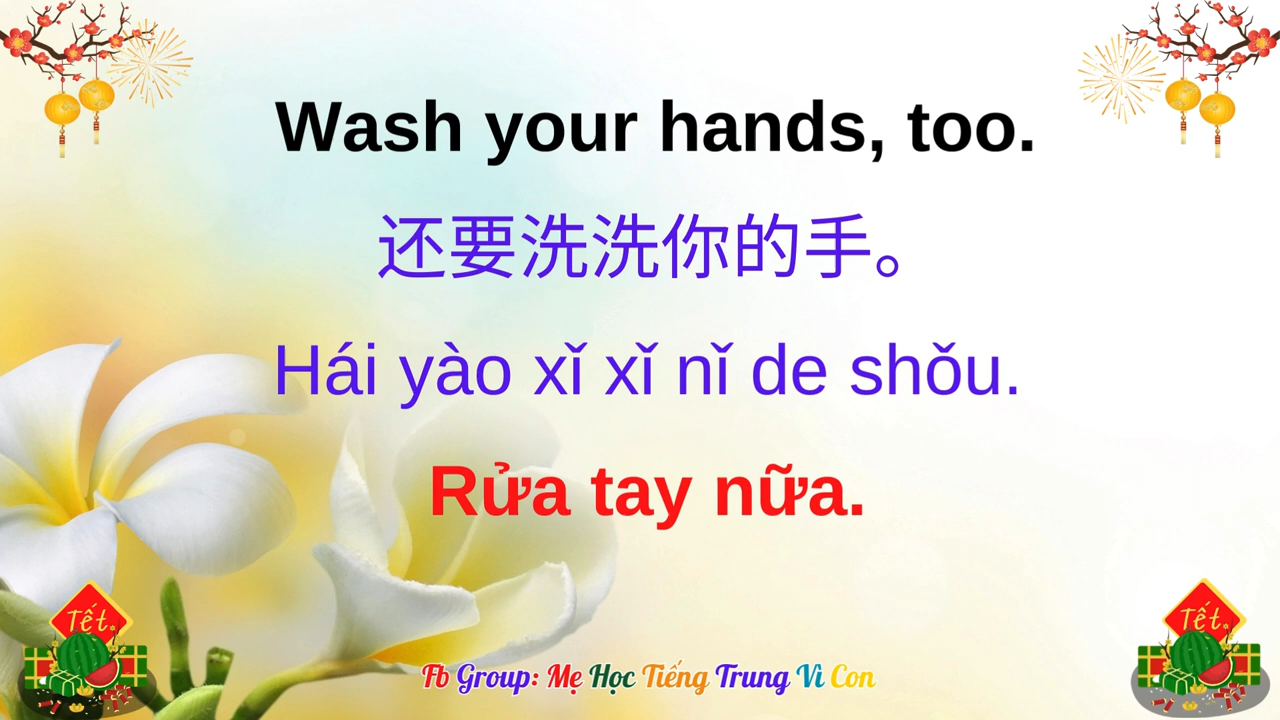 Wash your hands, too.
还要洗洗你的手。
Hái yào xǐ xǐ nǐ de shǒu.
Rửa tay nữa.
Tết
Tết
Fb Group: Mẹ Học Tiếng Trung Vì Con